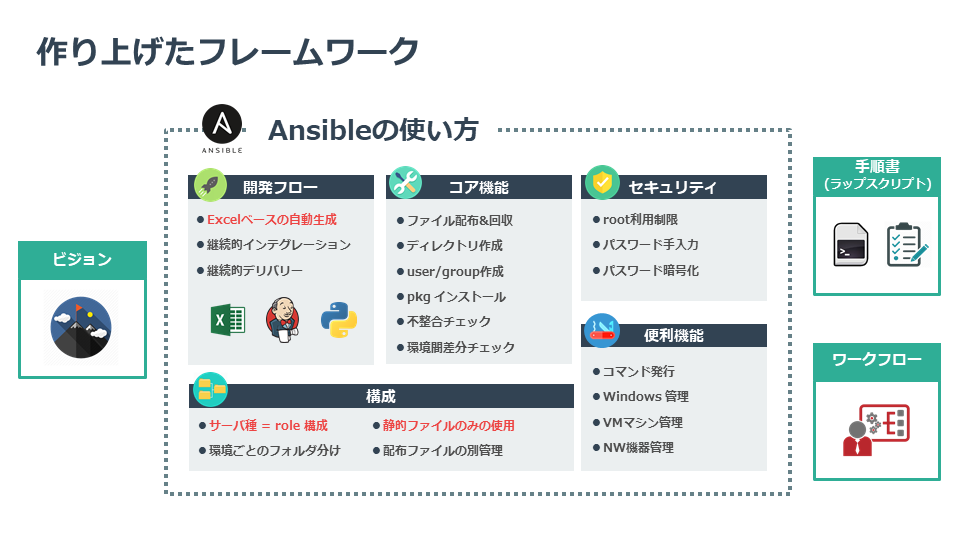 作り上げたフレームワーク
ANSIBLE
Ansibleの使い方
開発フロー
Excelベースの自動生成
継続的インテグレーション
継続的デリバリー
コア機能
ファイル配布&回収
ディレクトリ作成
user/group作成
pkg インストール
不整合チェック
環境間差分チェック
セキュリティ
root利用制限
パスワード手入力
パスワード暗号化
便利機能
コマンド発行
Windows 管理
VMマシン管理
NW機器管理
構成
サーバ種 = role 構成
環境ごとのフォルダ分け
静的ファイルのみの使用
配布ファイルの別管理
ビジョン
手順書
(ラップスクリプト)
ワークフロー